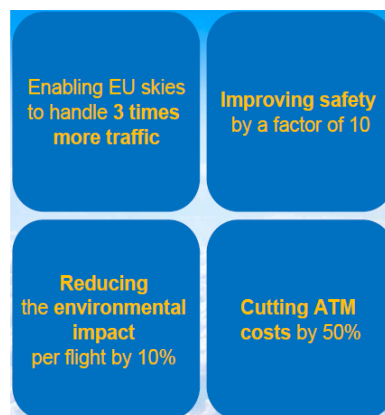 Enabling EU skies
to handle 3 times
more traffic
Improving safety
by a factor of 10
Reducing
the environmental
impact
per flight by 10%
Cutting ATM
costs by 50%